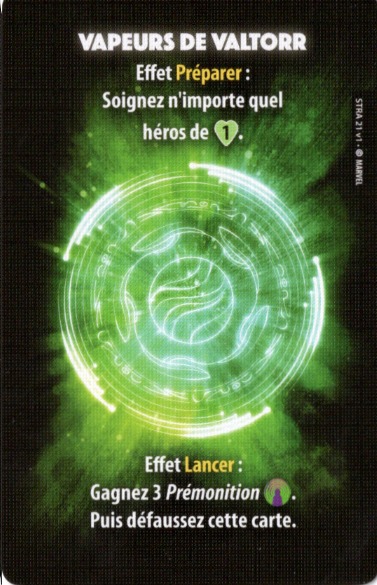 VAPEURS DE VALTORR
Effet Préparer :
Soignez n'importe quel
héros de 1.
STRA 21 v1 - © MARVEL
Effet Lancer :
Gagnez 3 Prémonition .
Puis défaussez cette carte.